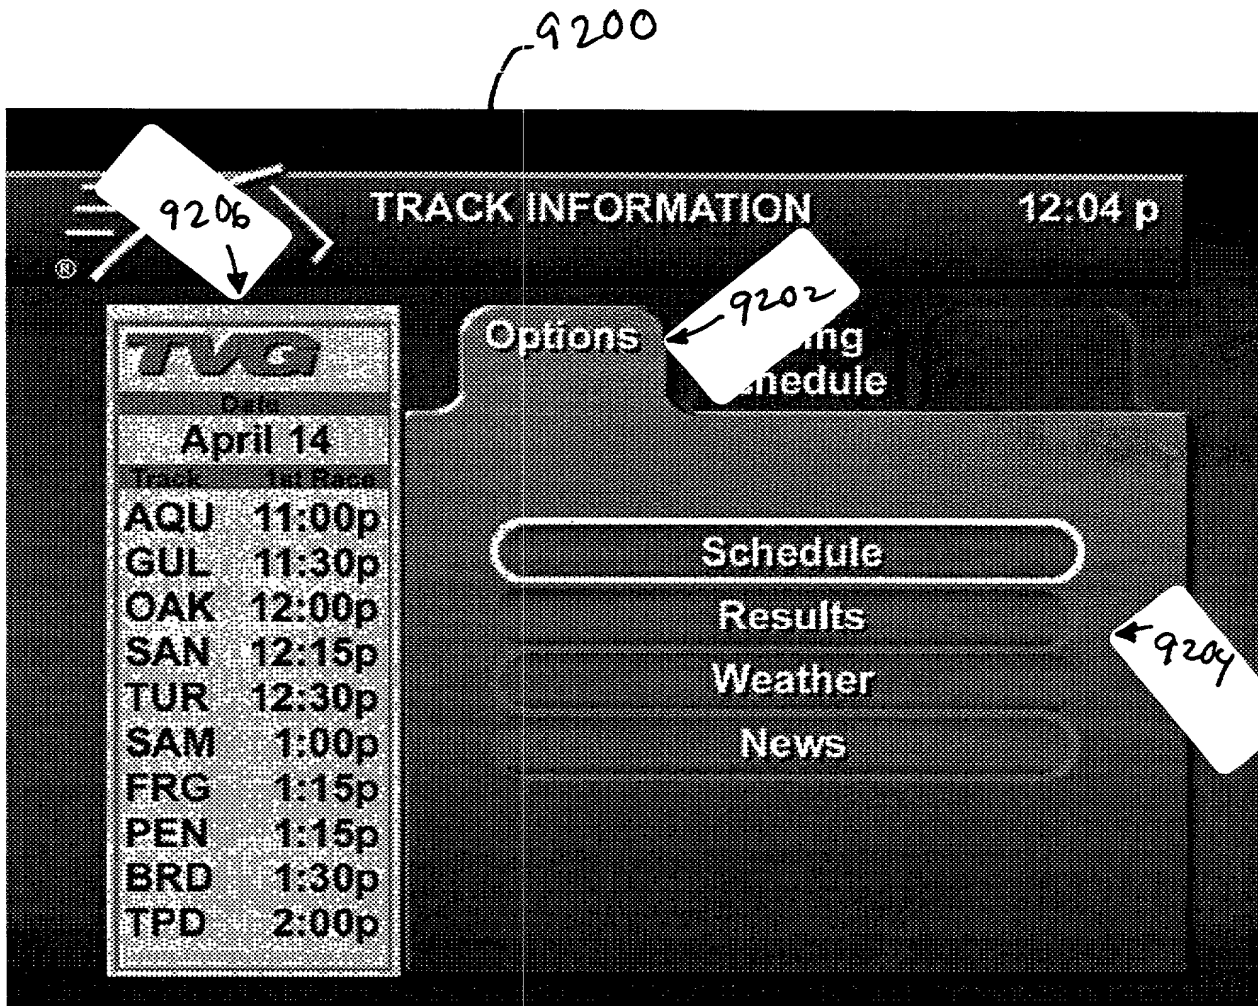 9200
9206
TRACK INFORMATION 12:04 p
®
9202
TVG
Options
ing
hedule
Date
April 14
Track 1st Race
AQU 11:00p
GUL 11:30p
OAK 12:00p
SAN 12:15p
TUR 12:30p
SAM 1:00p
FRG 1:15p
PEN 1:15p
BRD 1:30p
TPD 2:00p
Schedule
Results
Weather
News
9204